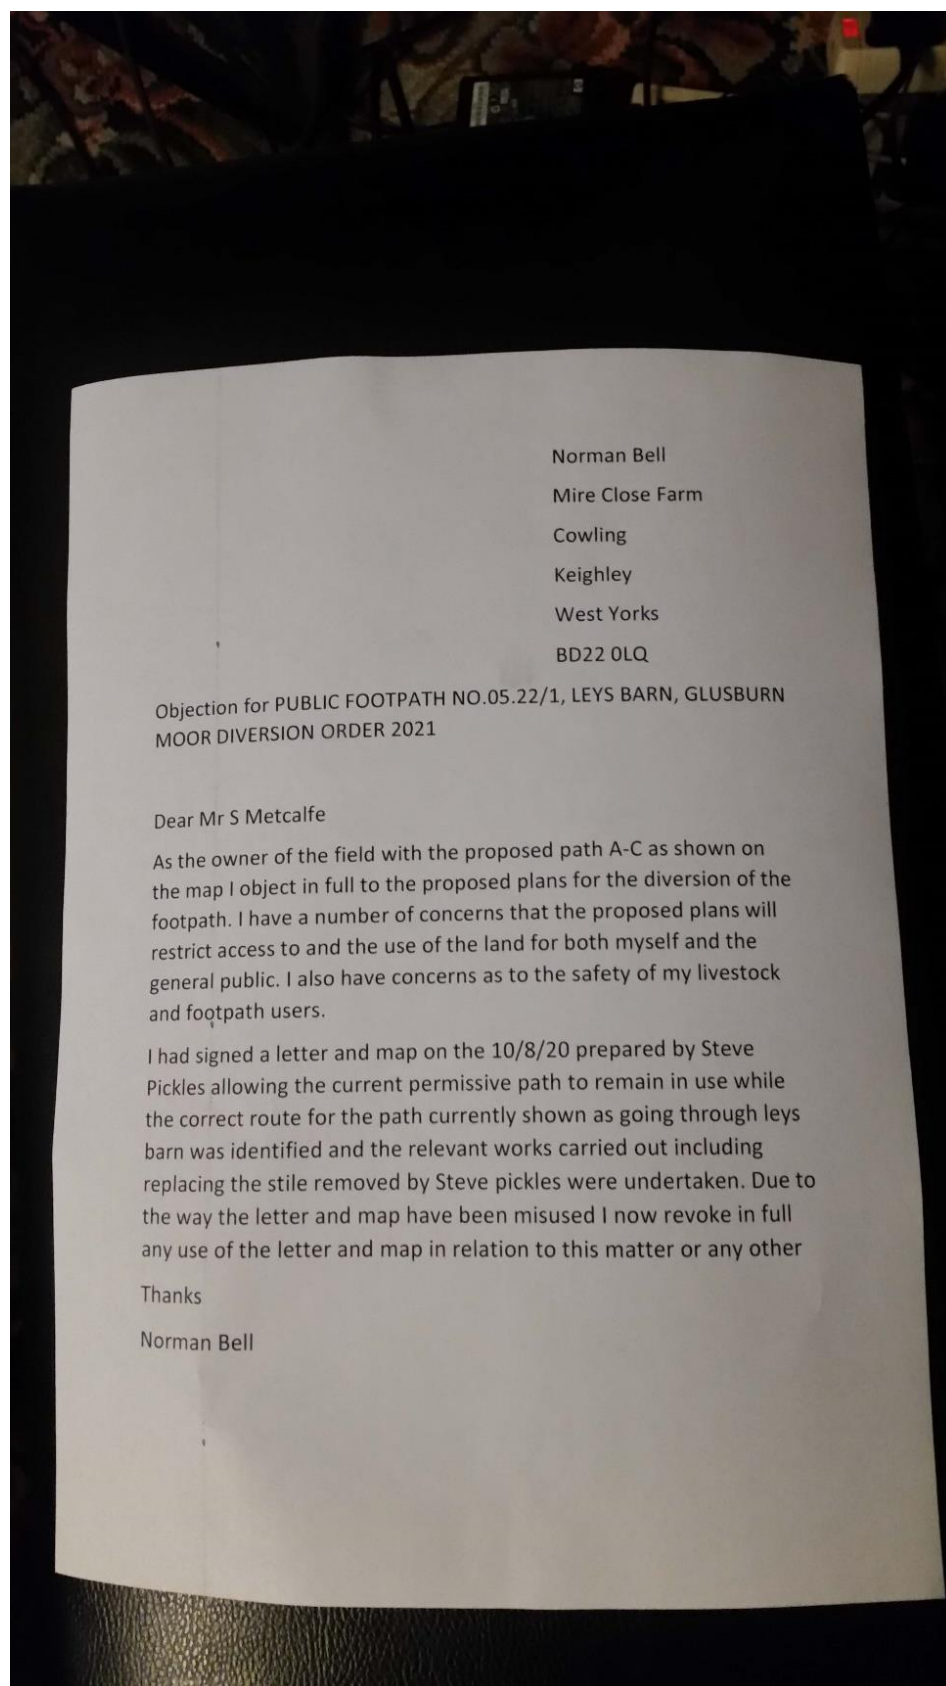 Norman Bell
Mire Close Farm
Cowling
Keighley
West Yorks
BD22 0LQ
Objection for PUBLIC FOOTPATH NO.05.22/1, LEYS BARN, GLUSBURN
MOOR DIVERSION ORDER 2021
Dear Mr S Metcalfe
As the owner of the field with the proposed path A-C as shown on
the map I object in full to the proposed plans for the diversion of the
footpath. I have a number of concerns that the proposed plans will
restrict access to and the use of the land for both myself and the
general public. I also have concerns as to the safety of my livestock
and footpath users.
I had signed a letter and map on the 10/8/20 prepared by Steve
Pickles allowing the current permissive path to remain in use while
the correct route for the path currently shown as going through leys
barn was identified and the relevant works carried out including
replacing the stile removed by Steve pickles were undertaken. Due to
the way the letter and map have been misused I now revoke in full
any use of the letter and map in relation to this matter or any other
Thanks
Norman Bell